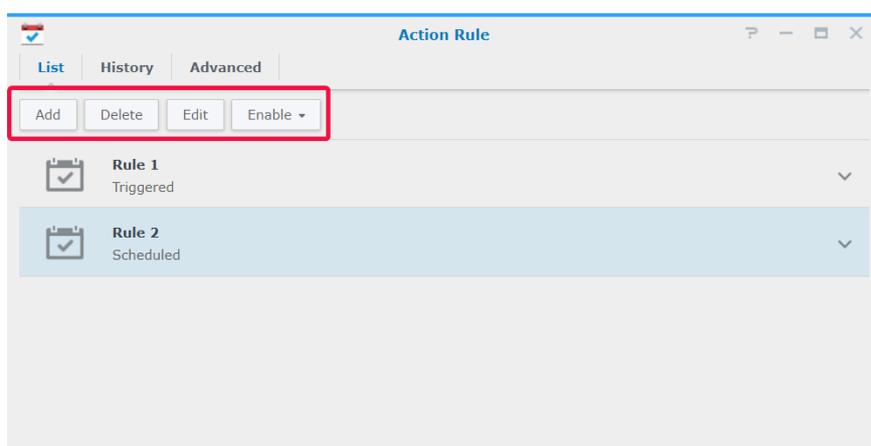 Action Rule
List History Advanced
Add Delete Edit Enable
Rule 1
Triggered
Rule 2
Scheduled